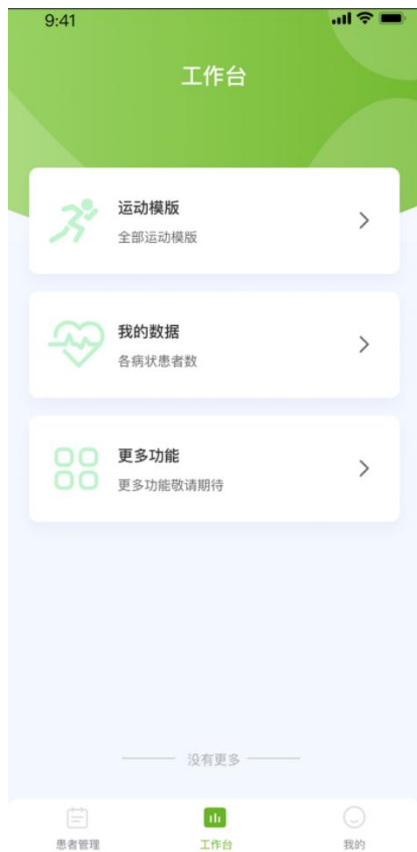 9:41
工作台
运动模版
全部运动模版
我的数据
各病状患者数
更多功能
更多功能敬请期待
没有更多
患者管理
工作台
我的